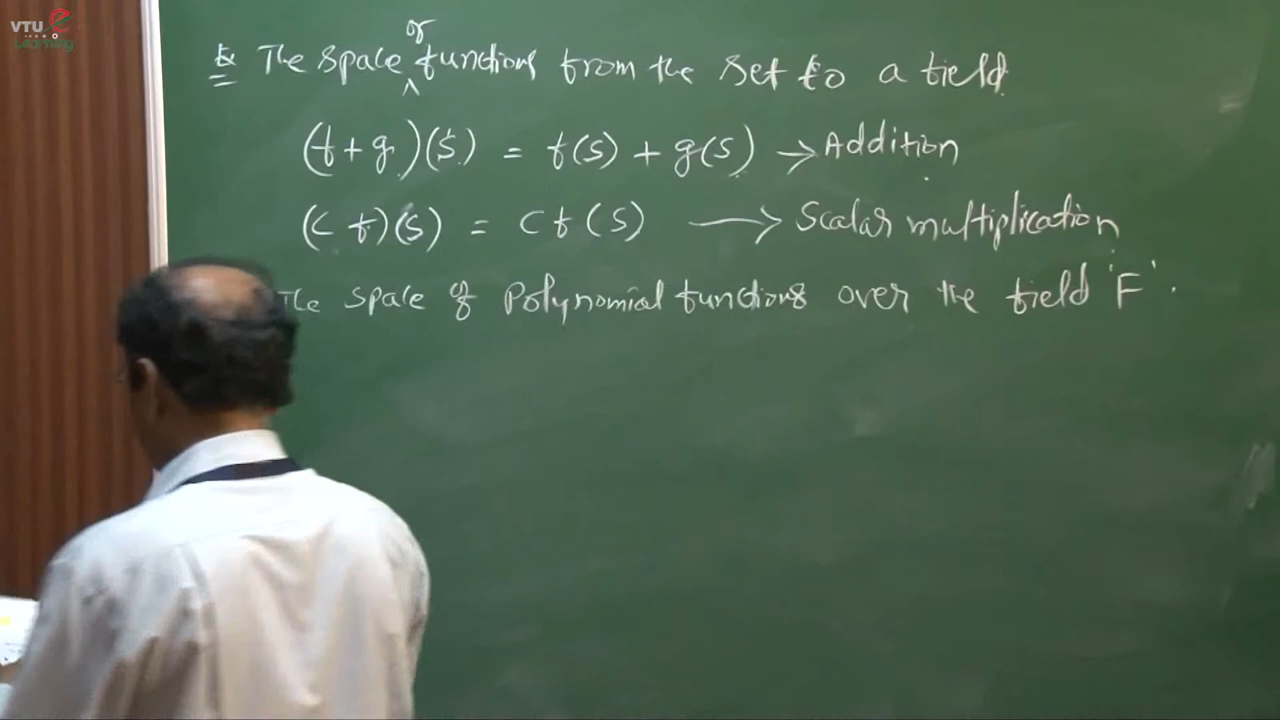 VTU e
Learning
Ex The space of functions from the set to a field.
(f+g)(s) = f(s) + g(s) → Addition
(c f)(s) = c f(s) → Scalar multiplication
The space of Polynomial functions over the field 'F'.